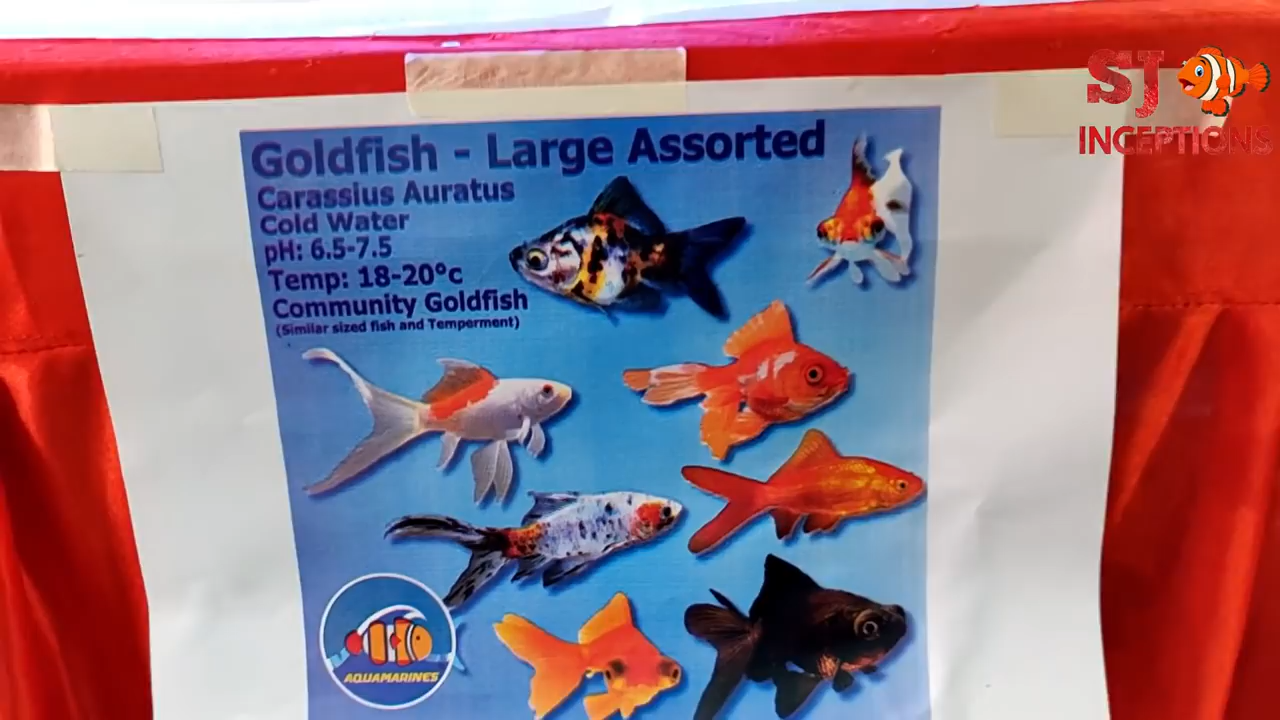 SJ
INCEPTIONS
Goldfish - Large Assorted
Carassius Auratus
Cold Water
pH: 6.5-7.5
Temp: 18-20°c
Community Goldfish
(Similar sized fish and Temperment)
AQUAMARINES